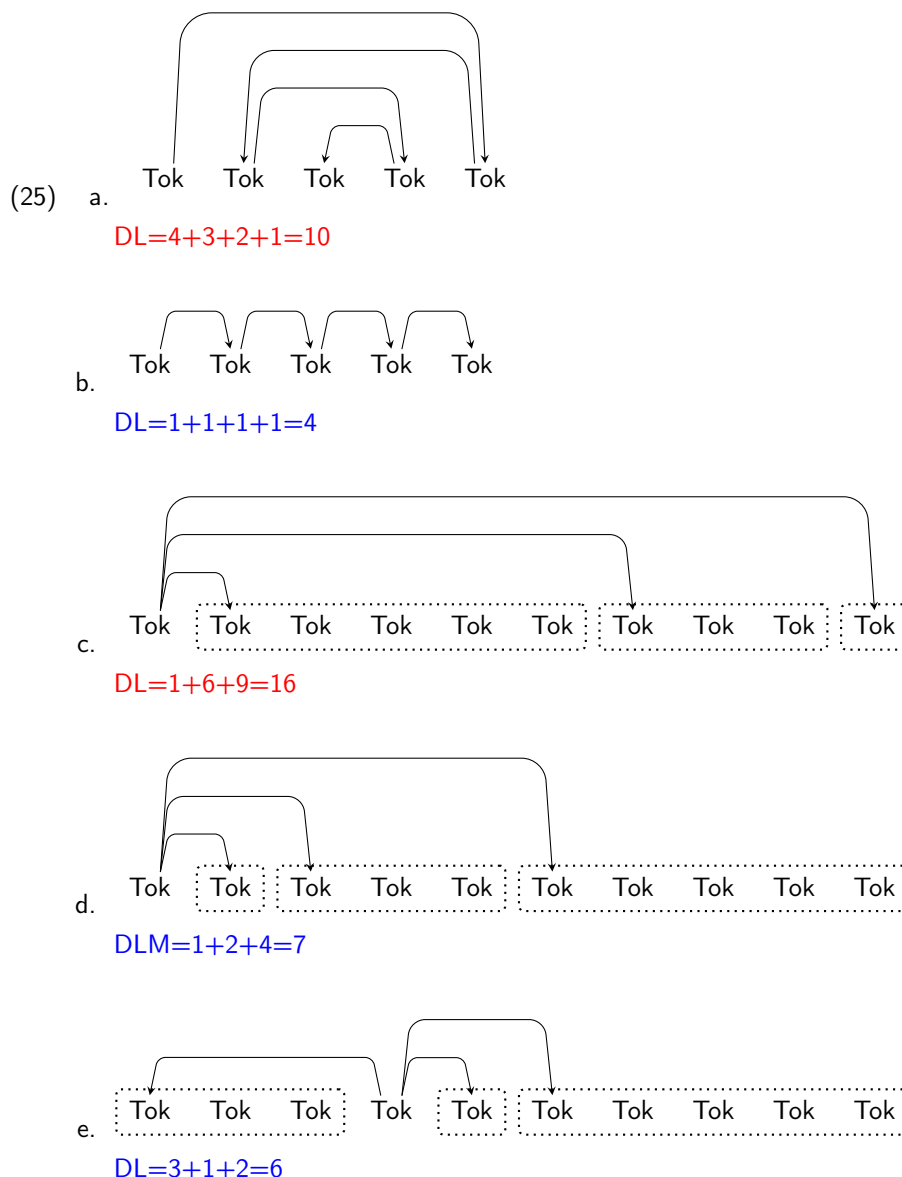 Tok Tok Tok Tok Tok
(25) a.
DL=4+3+2+1=10
Tok Tok Tok Tok Tok
b.
DL=1+1+1+1=4
Tok Tok Tok Tok Tok Tok Tok Tok Tok Tok
c.
DL=1+6+9=16
Tok Tok Tok Tok Tok Tok Tok Tok Tok Tok
d.
DLM=1+2+4=7
Tok Tok Tok Tok Tok Tok Tok Tok Tok Tok
e.
DL=3+1+2=6